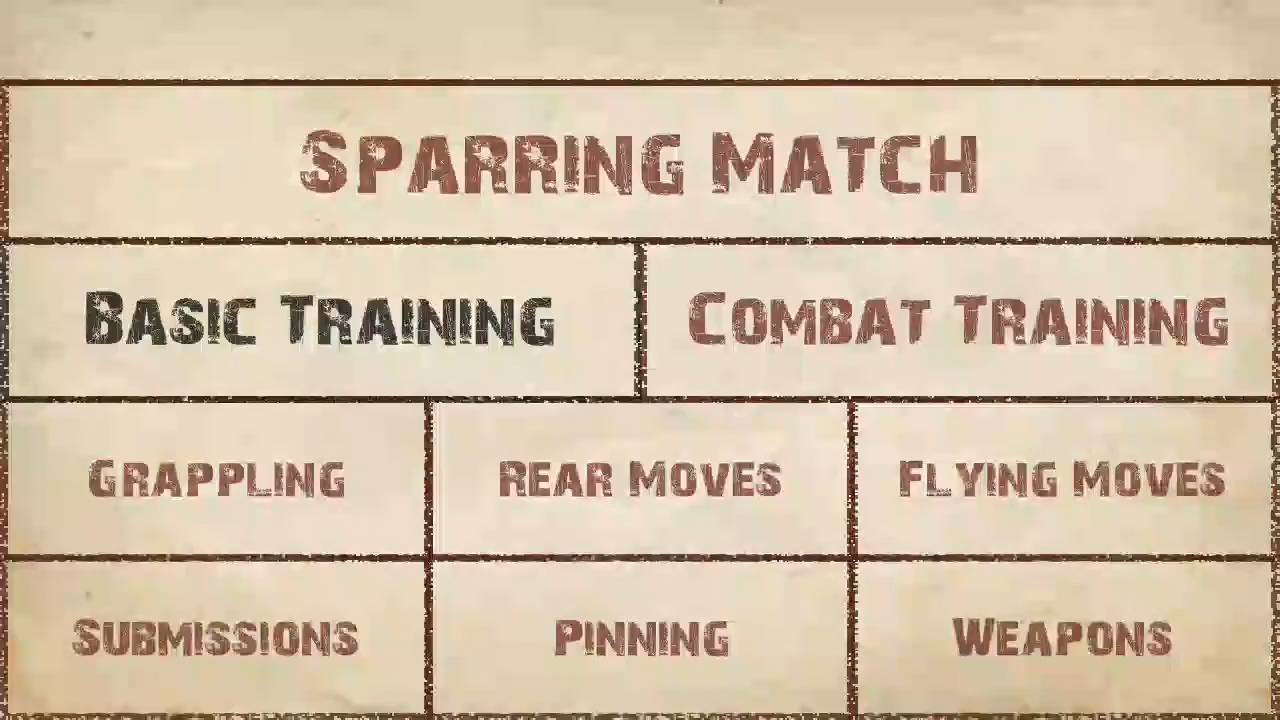 Sparring Match
Basic Training
Combat Training
Grappling
Rear Moves
Flying Moves
Submissions
Pinning
Weapons